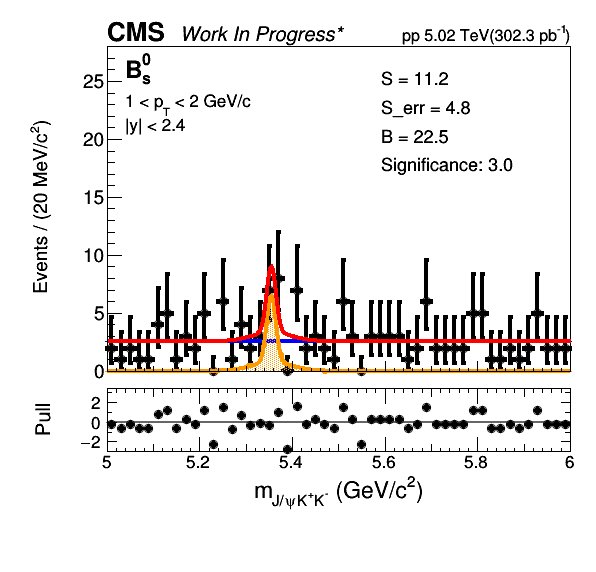 CMS Work In Progress* pp 5.02 TeV(302.3 pb⁻¹)
B⁰ₛ
1 < p_T < 2 GeV/c
|y| < 2.4
S = 11.2
S_err = 4.8
B = 22.5
Significance: 3.0
Events / (20 MeV/c²)
25
20
15
10
5
0
Pull
2
0
−2
5 5.2 5.4 5.6 5.8 6
m_J/ψK⁺K⁻ (GeV/c²)